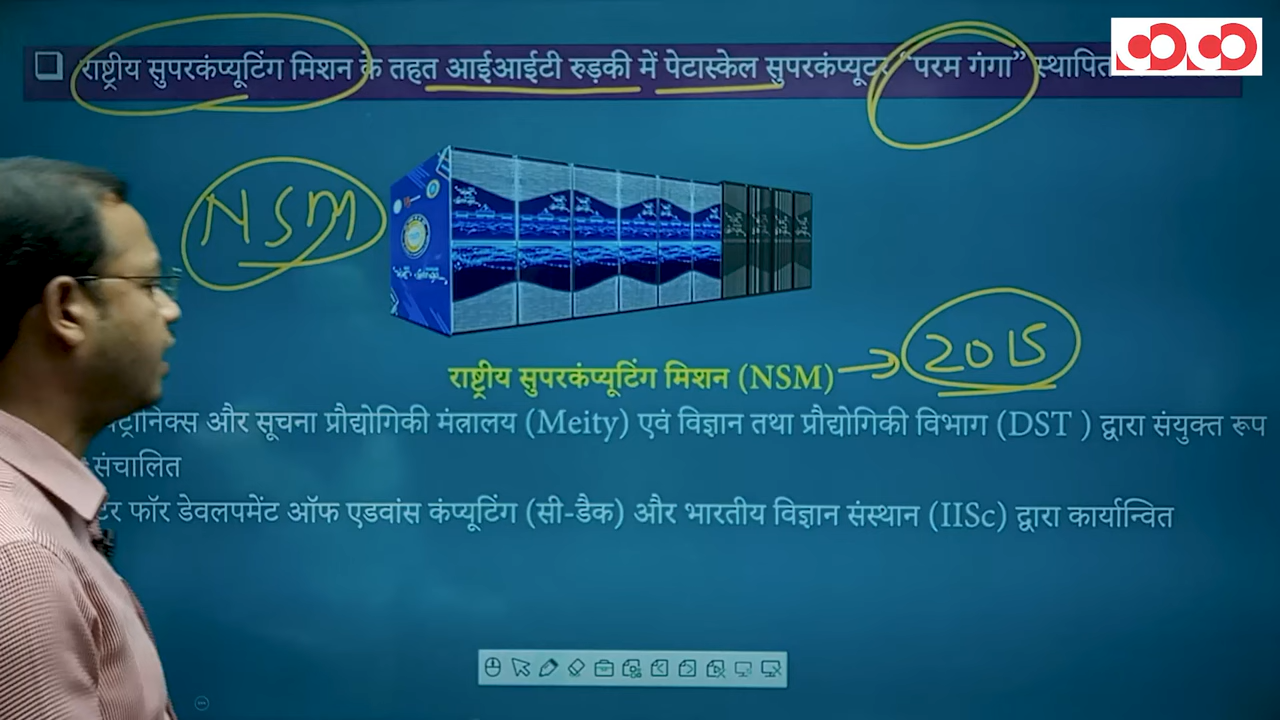 राष्ट्रीय सुपरकंप्यूटिंग मिशन के तहत आईआईटी रुड़की में पेटास्केल सुपरकंप्यूटर “परम गंगा” स्थापित
NSM
राष्ट्रीय सुपरकंप्यूटिंग मिशन (NSM) → 2015
और सूचना प्रौद्योगिकी मंत्रालय (Meity) एवं विज्ञान तथा प्रौद्योगिकी विभाग (DST ) द्वारा संयुक्त रूप
संचालित
फॉर डेवलपमेंट ऑफ एडवांस कंप्यूटिंग (सी-डैक) और भारतीय विज्ञान संस्थान (IISc) द्वारा कार्यान्वित